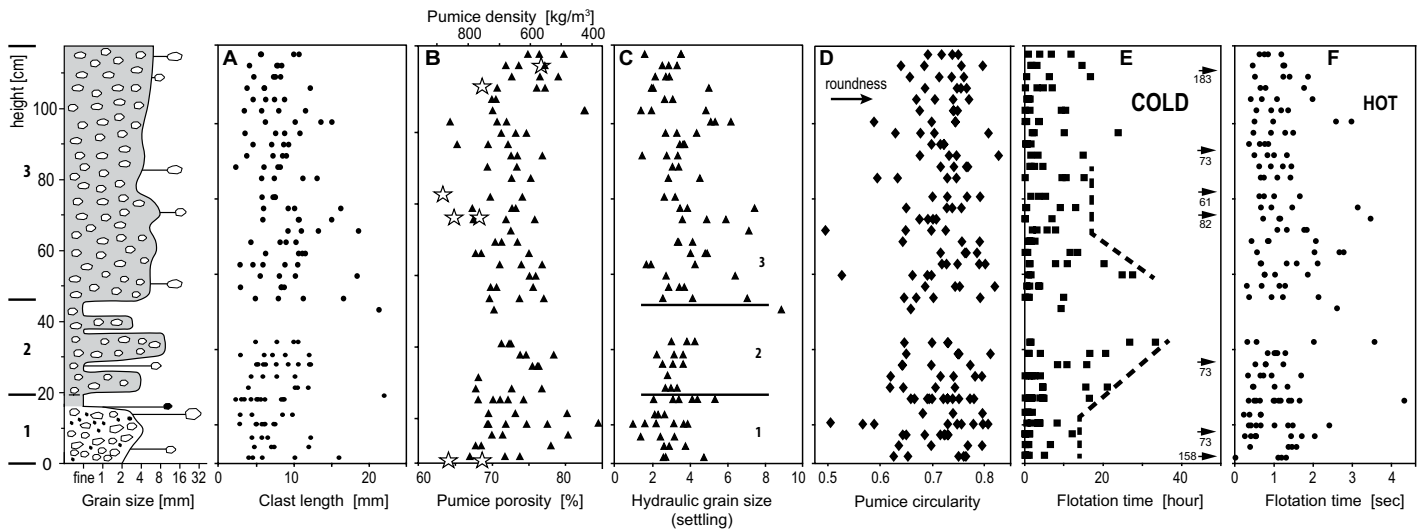 Pumice density [kg/m³]
800 600 400
A
B
C
D
E
F
roundness
COLD
HOT
183
73
61
82
73
73
158
height [cm]
100
80
60
40
20
0
3
2
1
3
2
1
fine 1 2 4 8 16 32
Grain size [mm]
0 10 20
Clast length [mm]
60 70 80
Pumice porosity [%]
0 2 4 6 8 10
Hydraulic grain size
(settling)
0.5 0.6 0.7 0.8
Pumice circularity
0 20 40
Flotation time [hour]
0 1 2 3 4
Flotation time [sec]